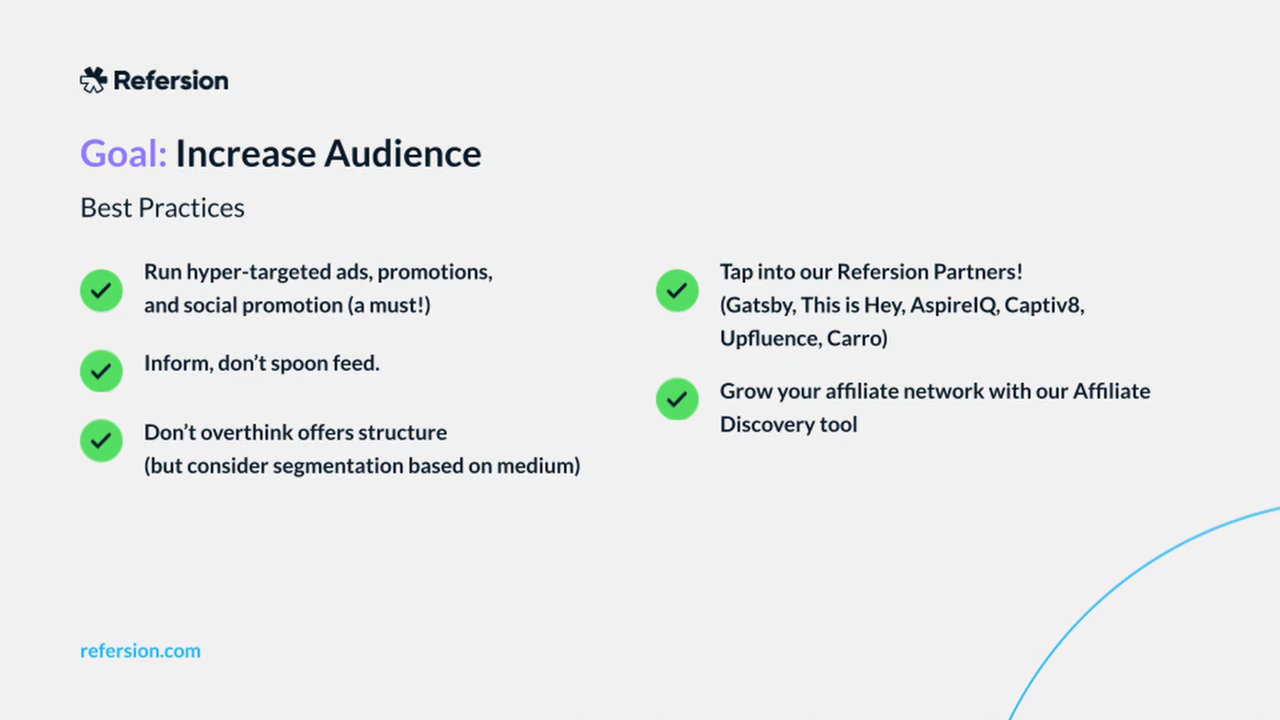 Refersion
Goal: Increase Audience
Best Practices
Run hyper-targeted ads, promotions,
and social promotion (a must!)
Inform, don’t spoon feed.
Don’t overthink offers structure
(but consider segmentation based on medium)
Tap into our Refersion Partners!
(Gatsby, This is Hey, AspireIQ, Captiv8,
Upfluence, Carro)
Grow your affiliate network with our Affiliate
Discovery tool
refersion.com